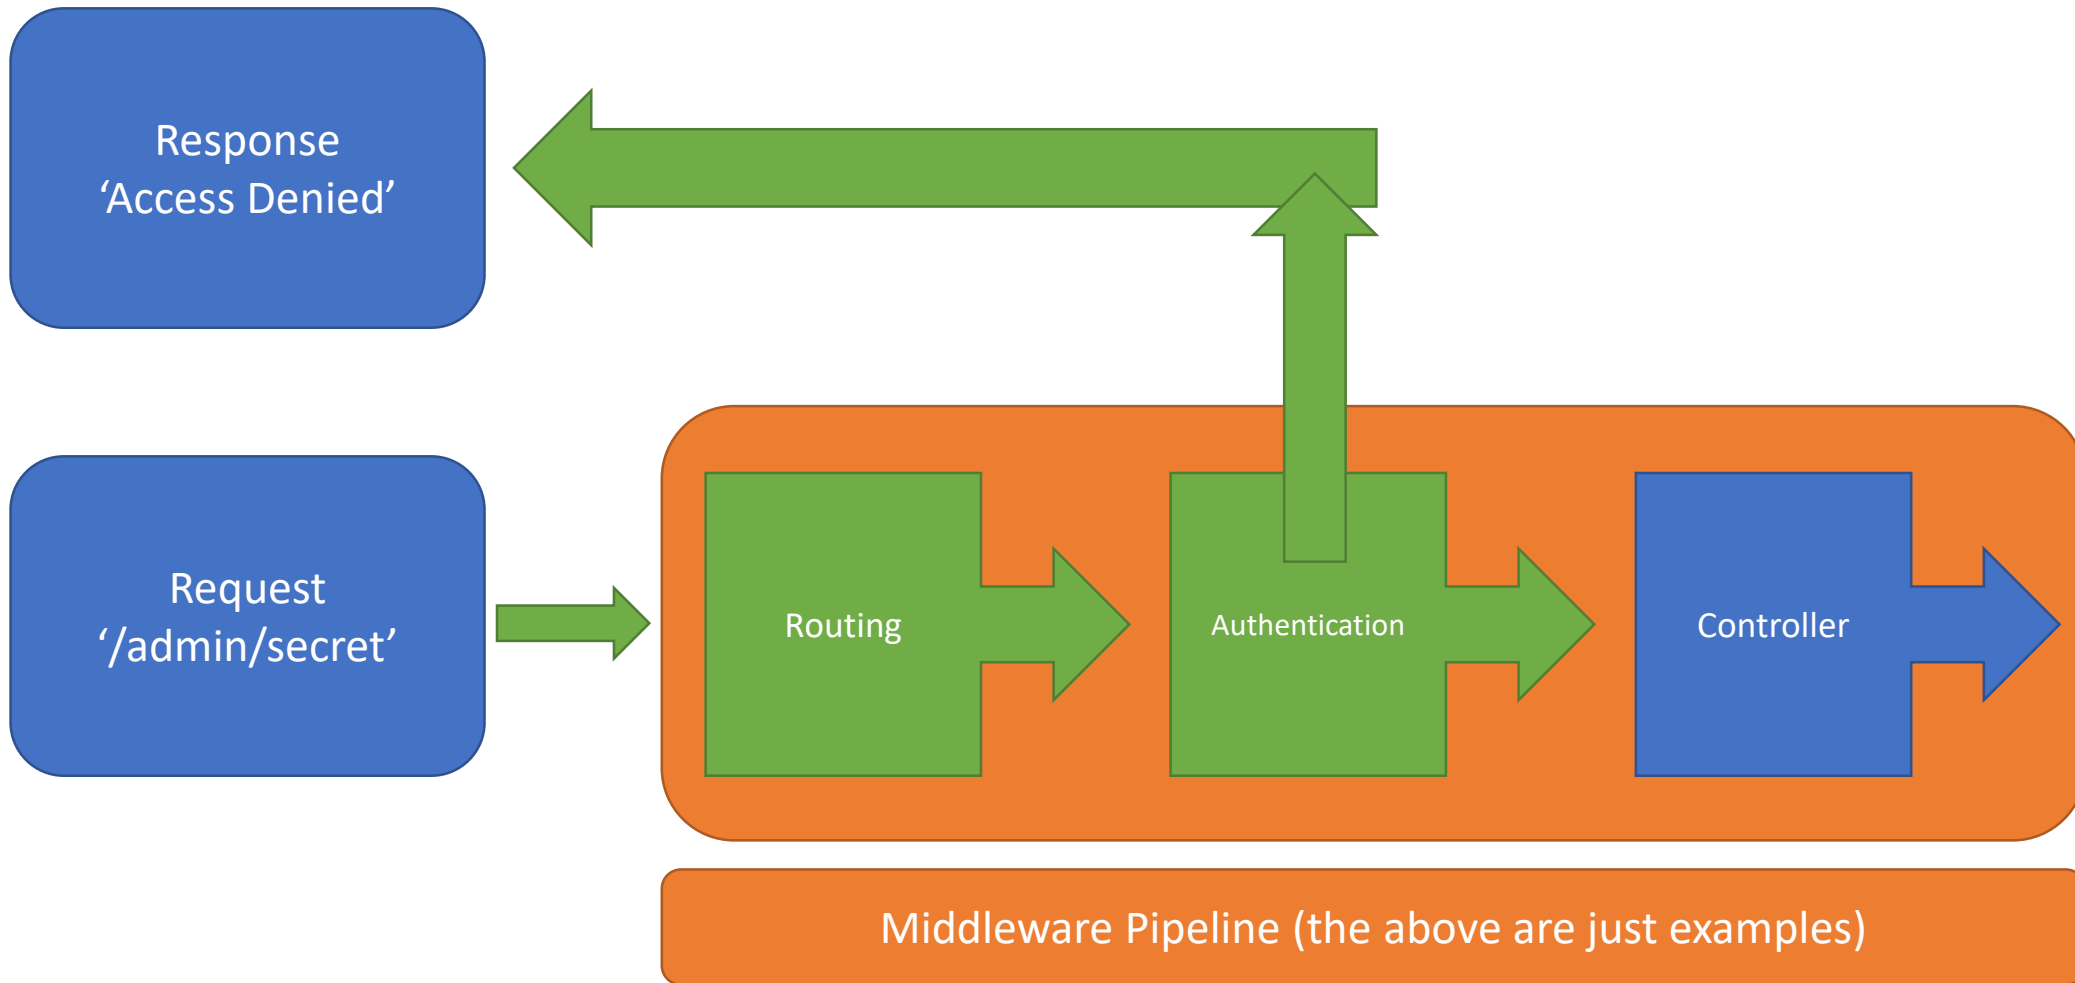 Response
‘Access Denied’
Request
‘/admin/secret’
Routing
Authentication
Controller
Middleware Pipeline (the above are just examples)